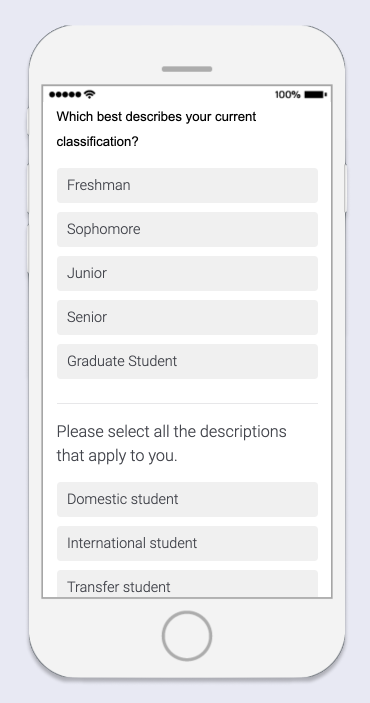 100%
Which best describes your current
classification?
Freshman
Sophomore
Junior
Senior
Graduate Student
Please select all the descriptions
that apply to you.
Domestic student
International student
Transfer student